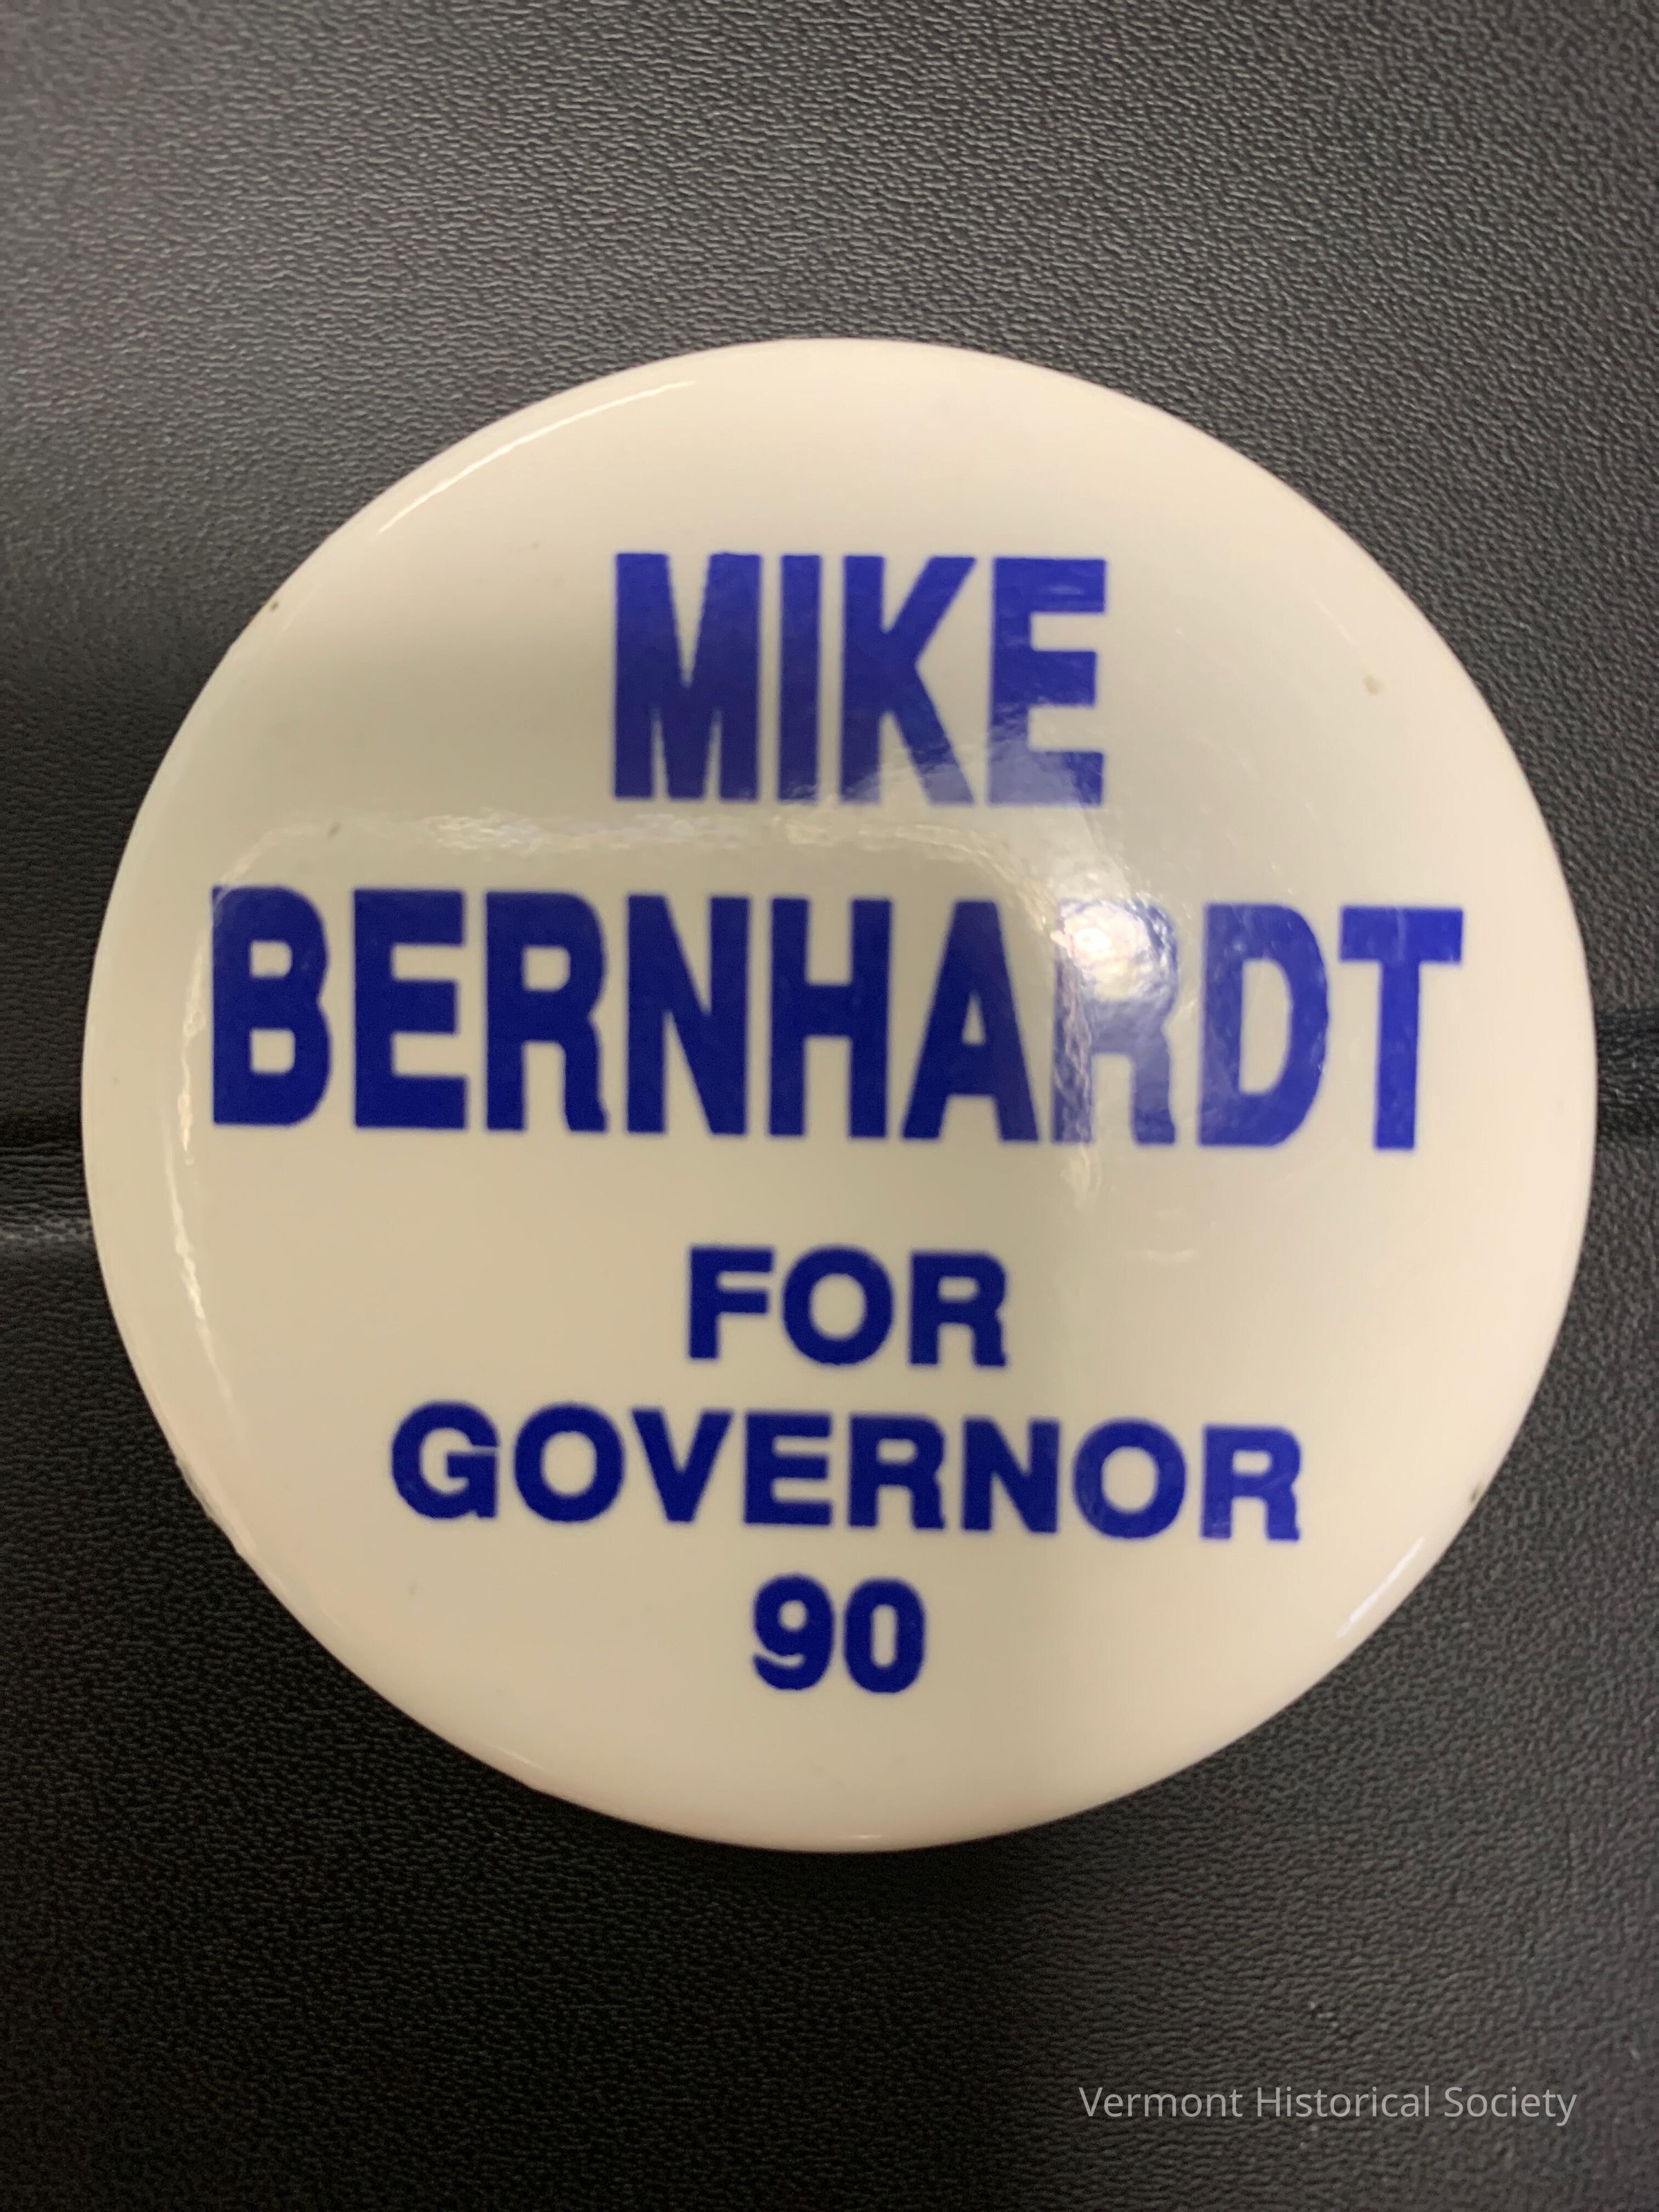 MIKE
BERNHARDT
FOR
GOVERNOR
90
Vermont Historical Society